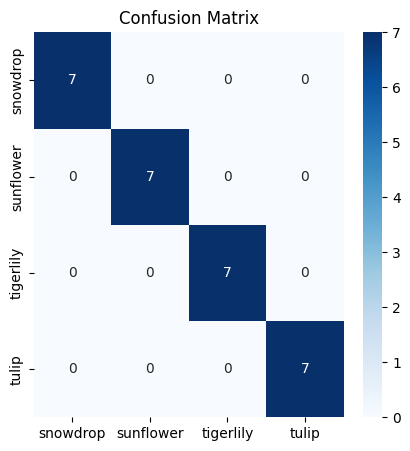 Confusion Matrix
snowdrop 7 0 0 0
sunflower 0 7 0 0
tigerlily 0 0 7 0
tulip 0 0 0 7
snowdrop sunflower tigerlily tulip
7
6
5
4
3
2
1
0